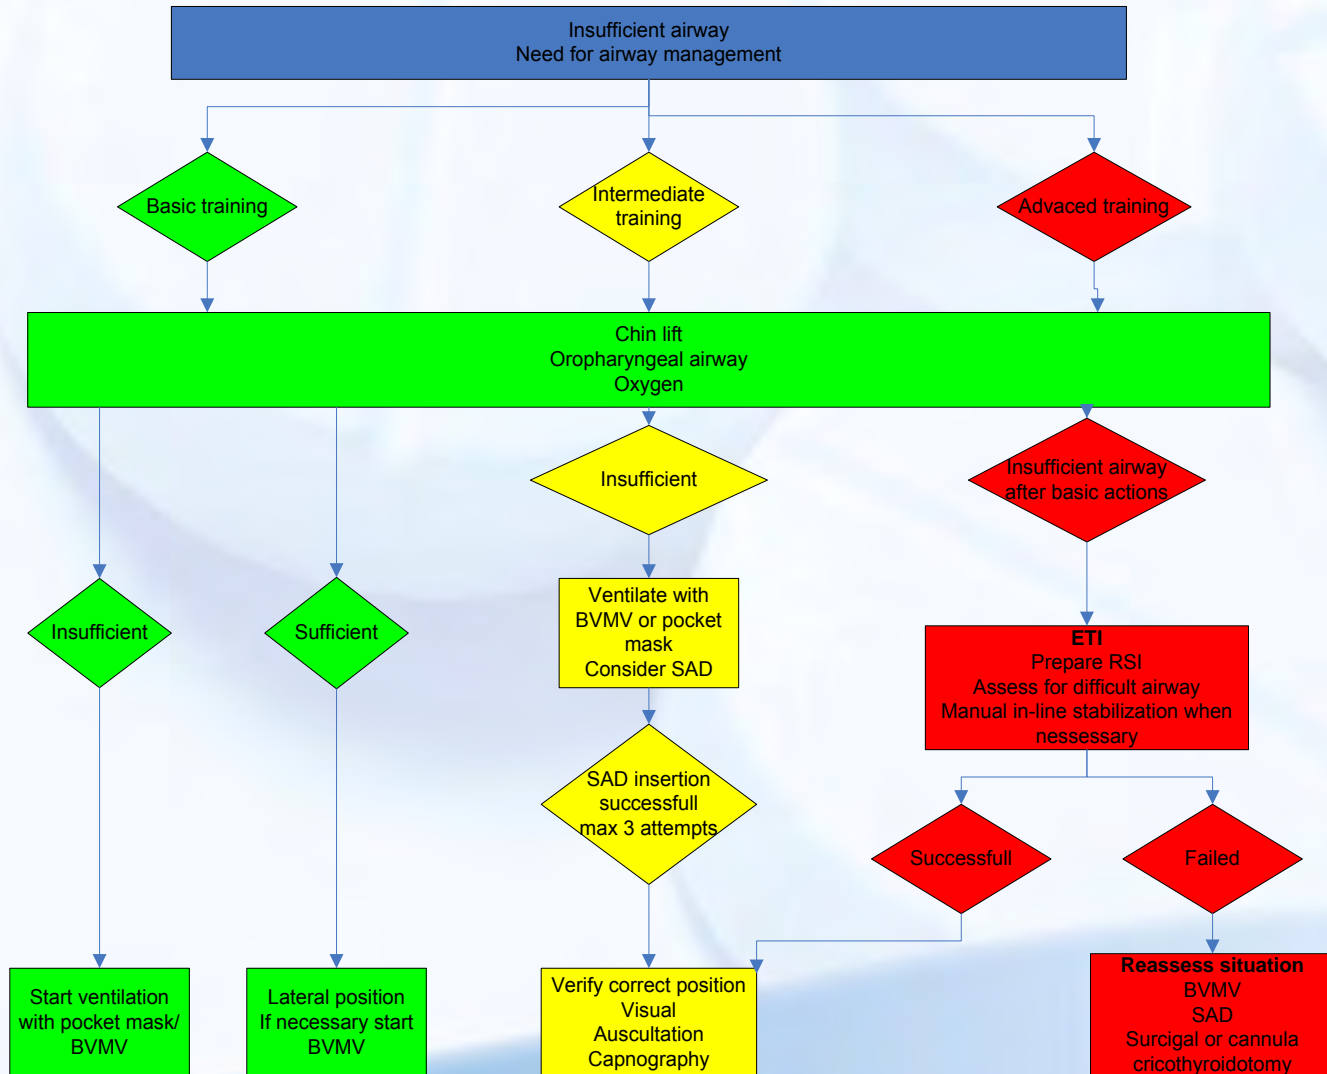 Insufficient airway
Need for airway management
Basic training
Intermediate
training
Advaced training
Chin lift
Oropharyngeal airway
Oxygen
Insufficient
Insufficient airway
after basic actions
Insufficient
Sufficient
Ventilate with
BVMV or pocket
mask
Consider SAD
ETI
Prepare RSI
Assess for difficult airway
Manual in-line stabilization when
nessessary
SAD insertion
successfull
max 3 attempts
Successfull
Failed
Start ventilation
with pocket mask/
BVMV
Lateral position
If necessary start
BVMV
Verify correct position
Visual
Auscultation
Capnography
Reassess situation
BVMV
SAD
Surcigal or cannula
cricothyroidotomy